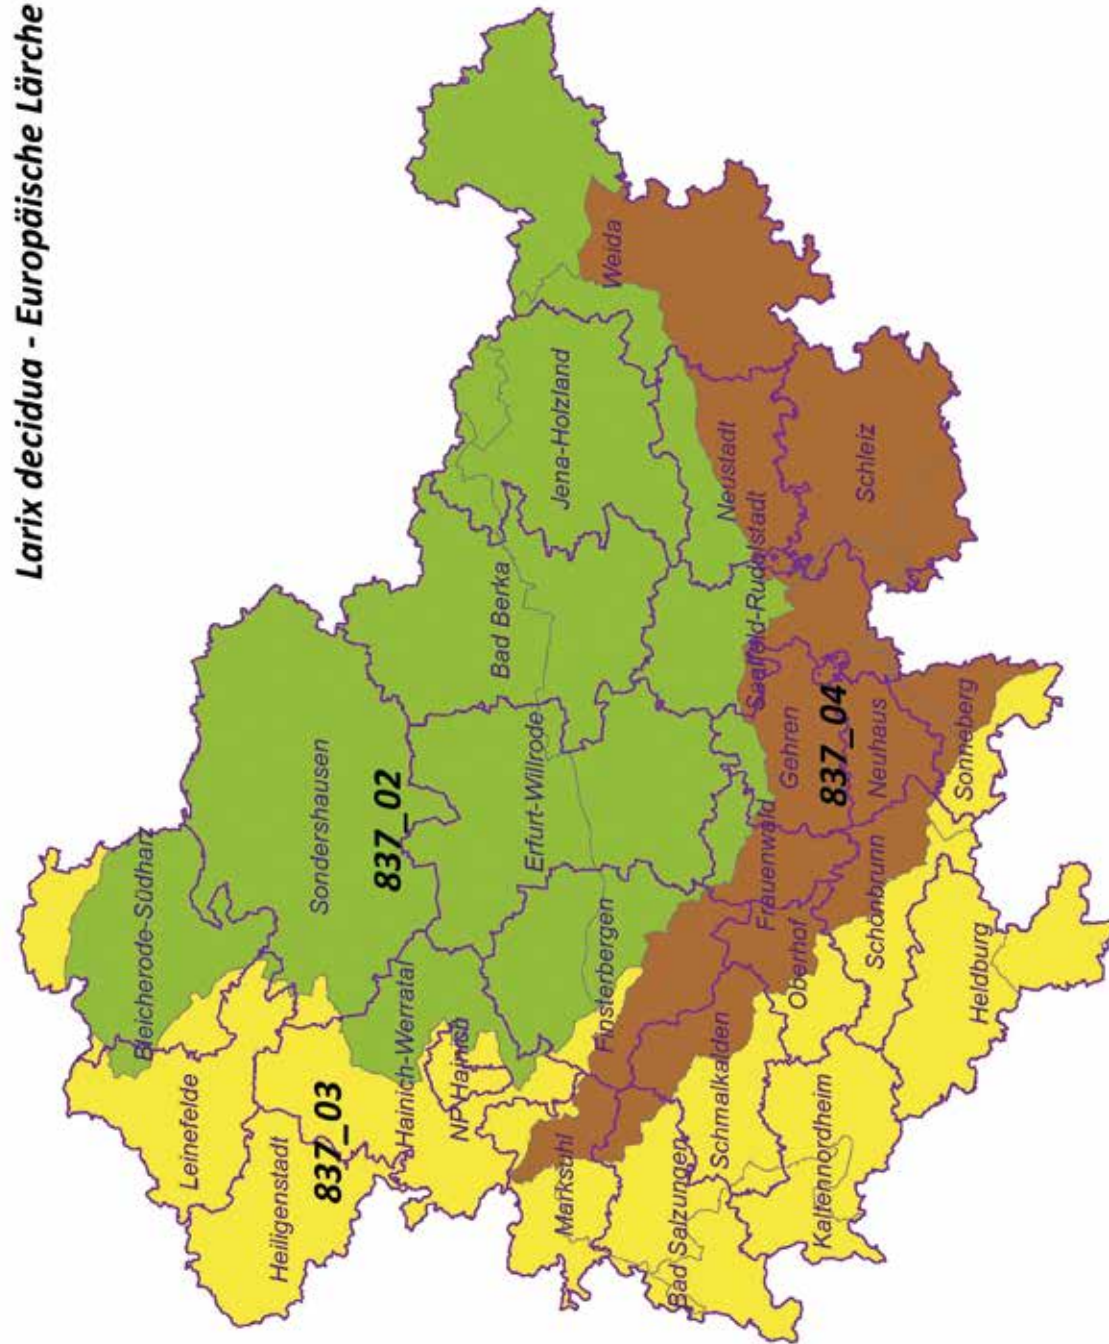 Larix decidua - Europäische Lärche
Bleicherode-Südharz
Leinefelde
Heiligenstadt
837_03
Sondershausen
837_02
Hainich-Werratal
NP Hainich
Erfurt-Willrode
Bad Berka
Jena-Holzland
Weida
Finsterbergen
Marksuhl
Bad Salzungen
Schmalkalden
Kaltennordheim
Oberhof
Frauenwald
Gehren
837_04
Saalfeld-Rudolstadt
Neustadt
Schleiz
Neuhaus
Schönbrunn
Sonneberg
Heldburg